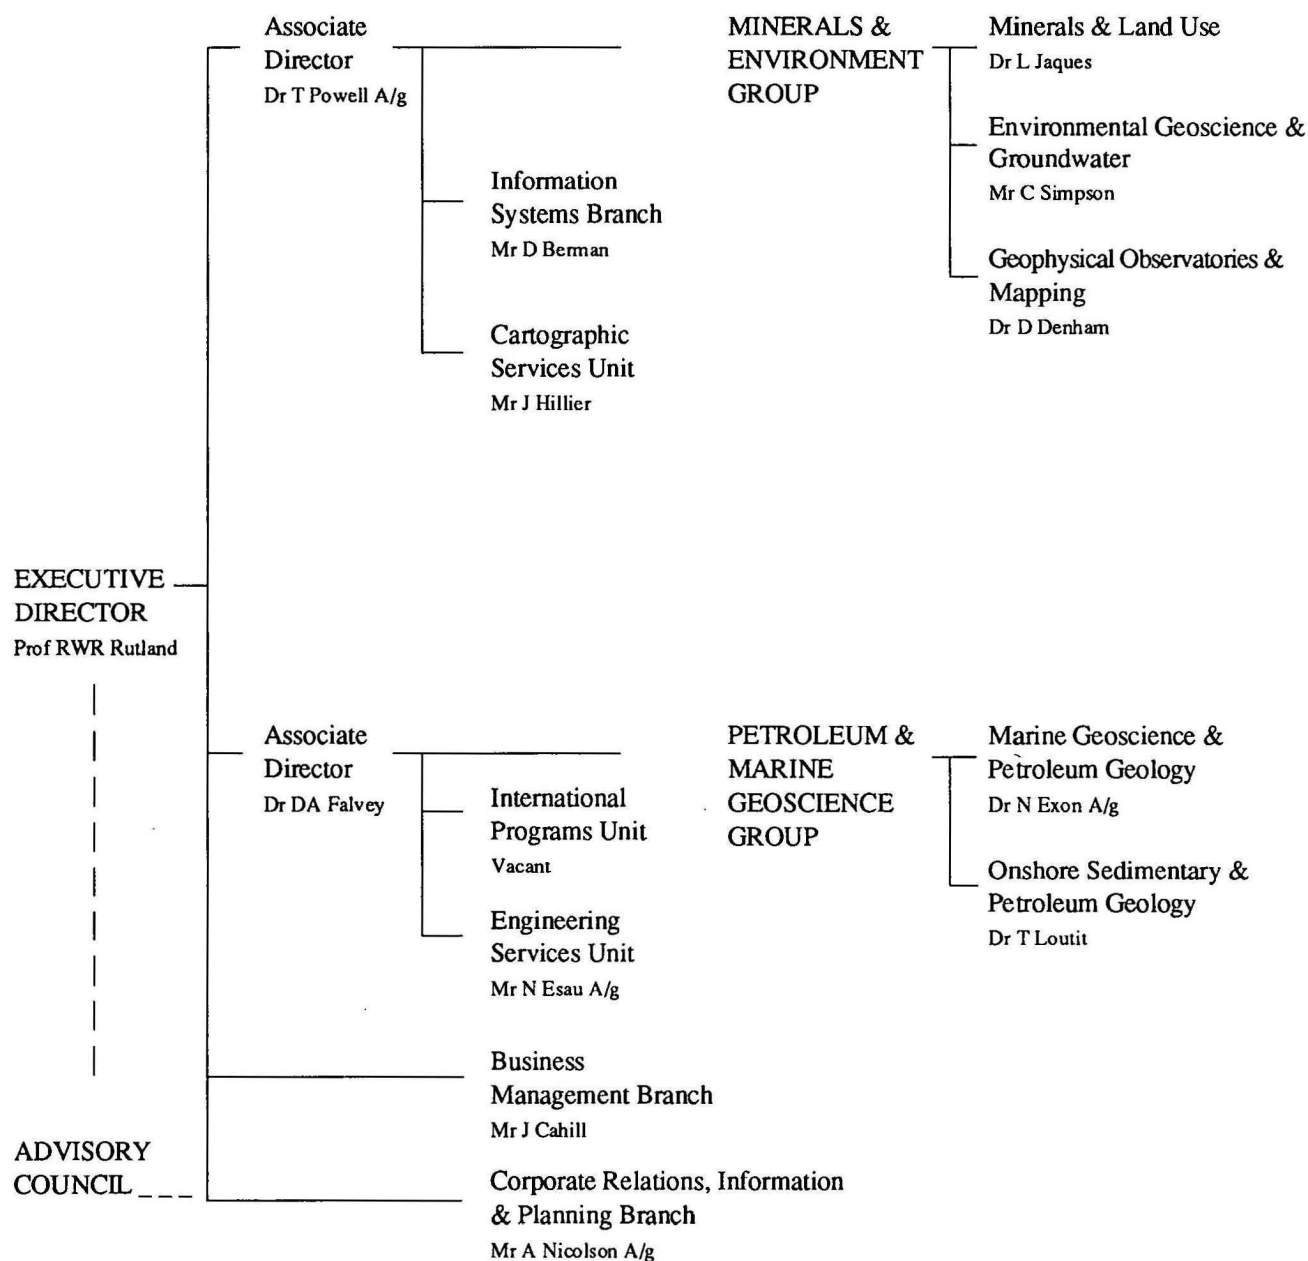 Associate
Director
Dr T Powell A/g
MINERALS &
ENVIRONMENT
GROUP
Minerals & Land Use
Dr L Jaques
Environmental Geoscience &
Groundwater
Mr C Simpson
Geophysical Observatories &
Mapping
Dr D Denham
Information
Systems Branch
Mr D Berman
Cartographic
Services Unit
Mr J Hillier
EXECUTIVE
DIRECTOR
Prof RWR Rutland
Associate
Director
Dr DA Falvey
PETROLEUM &
MARINE
GEOSCIENCE
GROUP
Marine Geoscience &
Petroleum Geology
Dr N Exon A/g
Onshore Sedimentary &
Petroleum Geology
Dr T Loutit
International
Programs Unit
Vacant
Engineering
Services Unit
Mr N Esau A/g
Business
Management Branch
Mr J Cahill
ADVISORY
COUNCIL
Corporate Relations, Information
& Planning Branch
Mr A Nicolson A/g